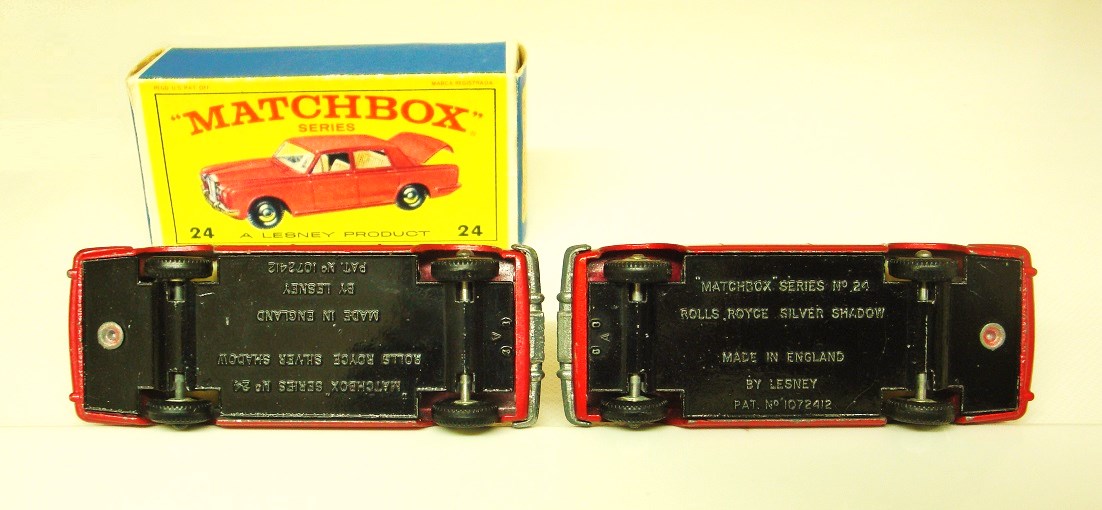 "MATCHBOX"
SERIES
24 A LESNEY PRODUCT 24
"MATCHBOX" SERIES Nº 24
ROLLS ROYCE SILVER SHADOW
MADE IN ENGLAND
BY LESNEY
PAT. Nº 1072412
"MATCHBOX SERIES Nº 24
ROLLS ROYCE SILVER SHADOW
MADE IN ENGLAND
BY LESNEY
PAT. Nº 1072412